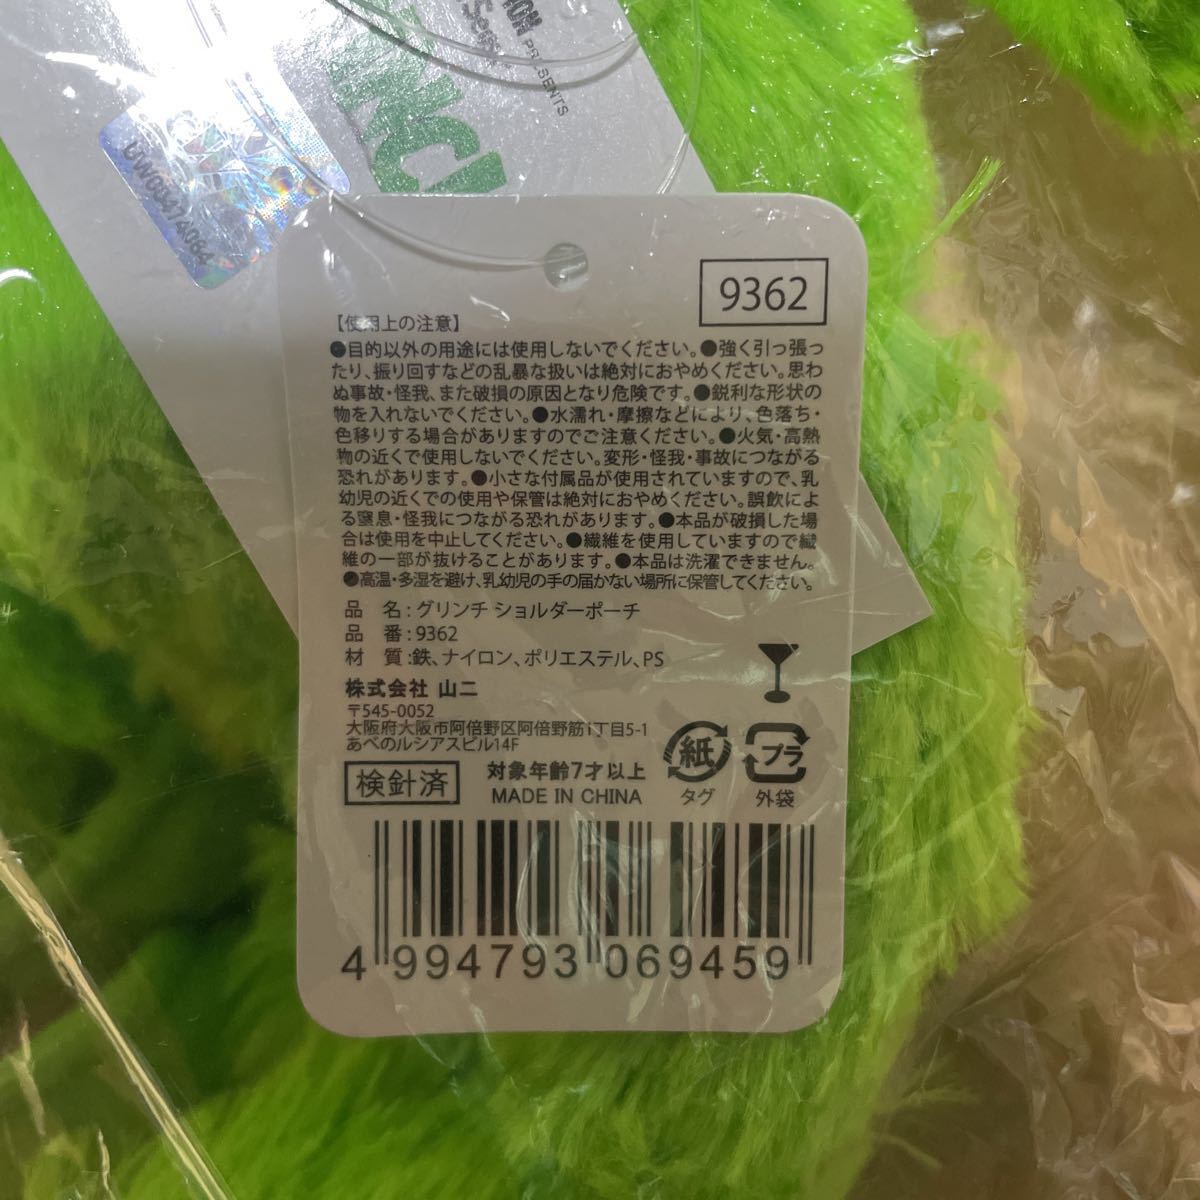 PRESENTS
9362
【使用上の注意】
●目的以外の用途には使用しないでください。●強く引っ張っ
たり、振り回すなどの乱暴な扱いは絶対におやめください。思わ
ぬ事故・怪我、また破損の原因となり危険です。●鋭利な形状の
物を入れないでください。●水濡れ・摩擦などにより、色落ち・
色移りする場合がありますのでご注意ください。●火気・高熱
物の近くで使用しないでください。変形・怪我・事故につながる
恐れがあります。●小さな付属品が使用されていますので、乳
幼児の近くでの使用や保管は絶対におやめください。誤飲によ
る窒息・怪我につながる恐れがあります。●本品が破損した場
合は使用を中止してください。●繊維を使用していますので繊
維の一部が抜けることがあります。●本品は洗濯できません。
●高温・多湿を避け、乳幼児の手の届かない場所に保管してください。
品 名：グリンチ ショルダーポーチ
品 番：9362
材 質：鉄、ナイロン、ポリエステル、PS
株式会社 山二
〒545-0052
大阪府大阪市阿倍野区阿倍野筋1丁目5-1
あべのルシアスビル14F
検針済
対象年齢7才以上
MADE IN CHINA
紙
タグ
プラ
外袋
4 994793 069459